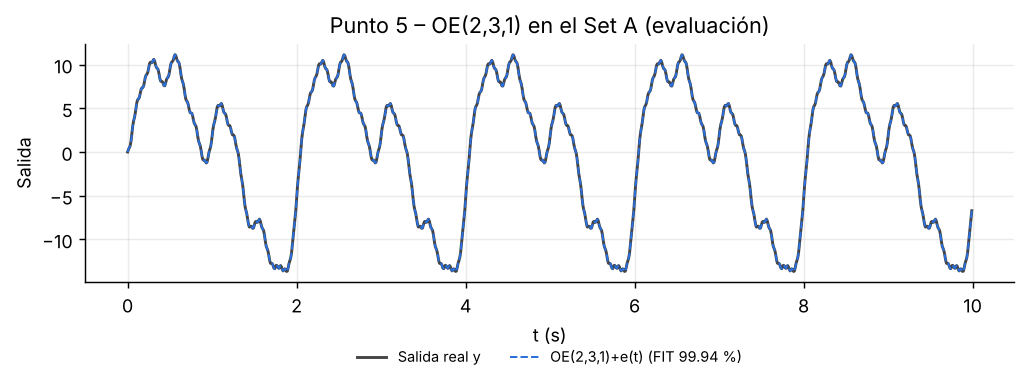 Punto 5 – OE(2,3,1) en el Set A (evaluación)
10
5
0
−5
−10
Salida
0 2 4 6 8 10
t (s)
Salida real y OE(2,3,1)+e(t) (FIT 99.94 %)